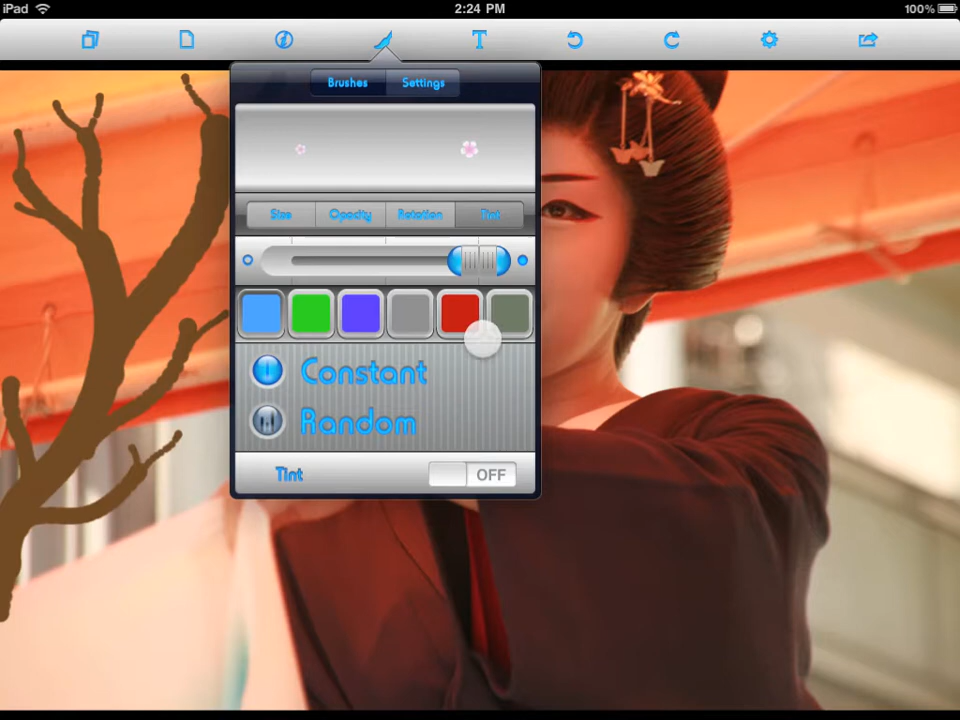 iPad 2:24 PM 100%
Brushes Settings
Size Opacity Rotation Tint
Constant
Random
Tint OFF